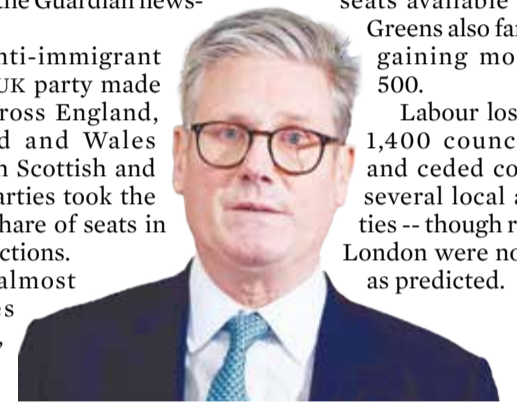 the Guardian news-
nti-immigrant
UK party made
ross England,
d and Wales
n Scottish and
arties took the
hare of seats in
ctions.
almost
es
,
seats available
Greens also fa
gaining mo
500.
Labour los
1,400 counc
and ceded co
several local a
ties -- though r
London were no
as predicted.